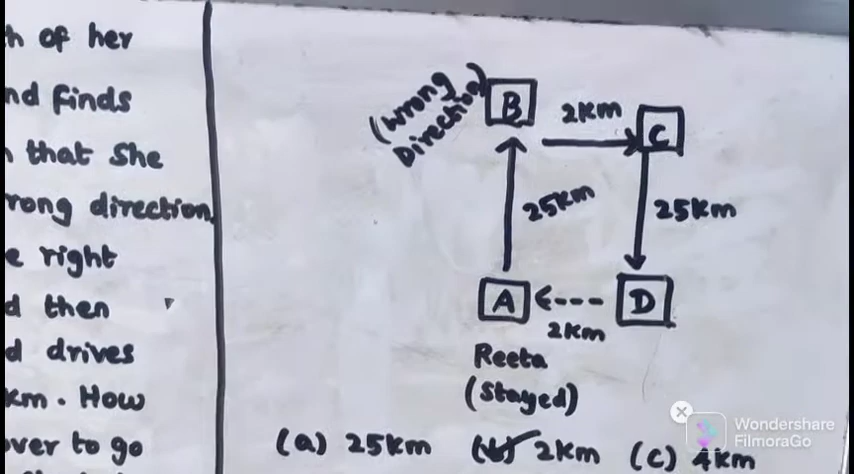 h of her
nd finds
n that she
rong direction,
e right
d then
d drives
km. How
over to go
(Wrong
Direction)
B
2km
C
25km
25km
A
D
2km
Reeta
(Stayed)
(a) 25km (b) 2km (c) 4km
Wondershare
FilmoraGo